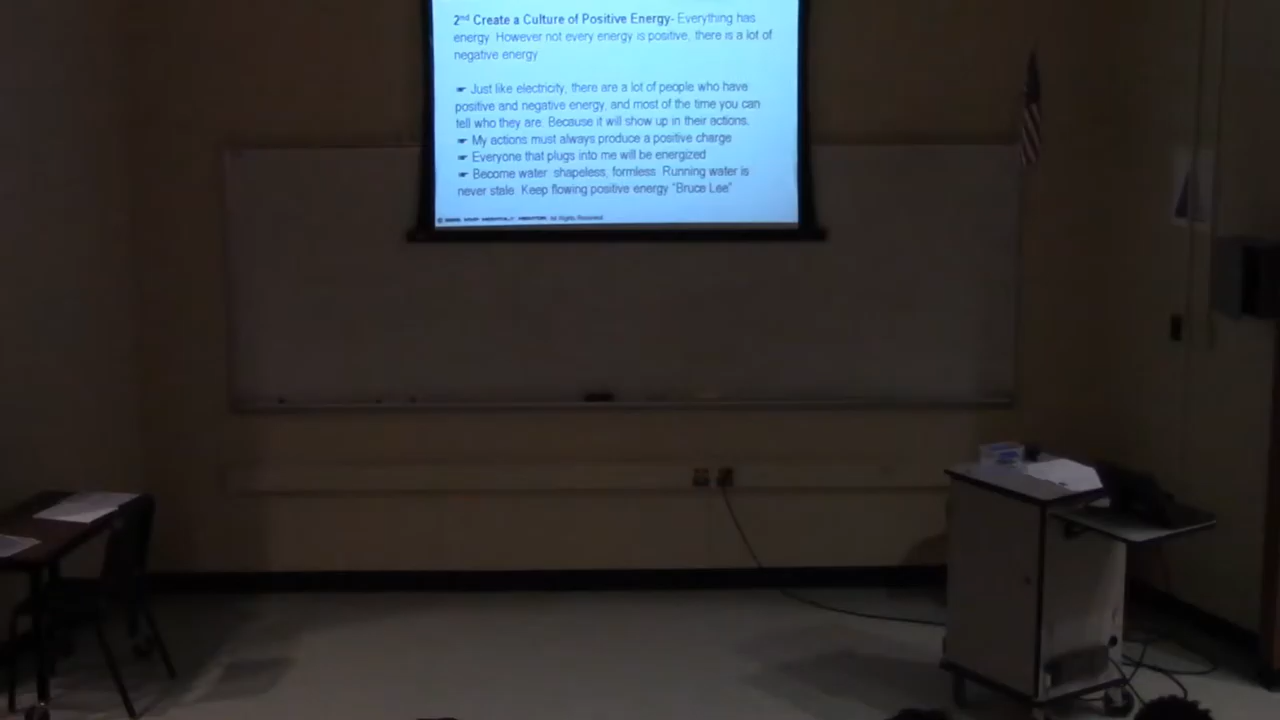 2nd Create a Culture of Positive Energy- Everything has
energy. However not every energy is positive, there is a lot of
negative energy
☛ Just like electricity, there are a lot of people who have
positive and negative energy, and most of the time you can
tell who they are. Because it will show up in their actions.
☛ My actions must always produce a positive charge
☛ Everyone that plugs into me will be energized
☛ Become water shapeless, formless. Running water is
never stale. Keep flowing positive energy "Bruce Lee"
All Rights Reserved